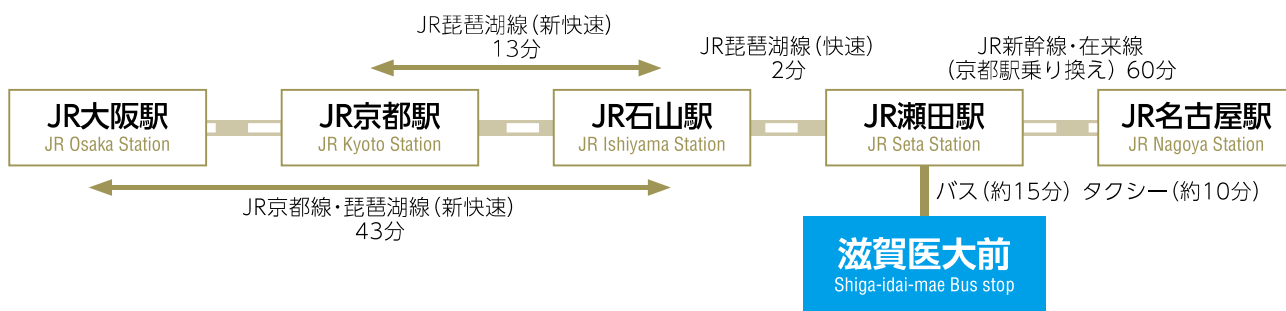 JR琵琶湖線(新快速)
13分
JR琵琶湖線(快速)
2分
JR新幹線・在来線
(京都駅乗り換え) 60分
JR大阪駅
JR Osaka Station
JR京都駅
JR Kyoto Station
JR石山駅
JR Ishiyama Station
JR瀬田駅
JR Seta Station
JR名古屋駅
JR Nagoya Station
JR京都線・琵琶湖線(新快速)
43分
バス(約15分) タクシー(約10分)
滋賀医大前
Shiga-idai-mae Bus stop